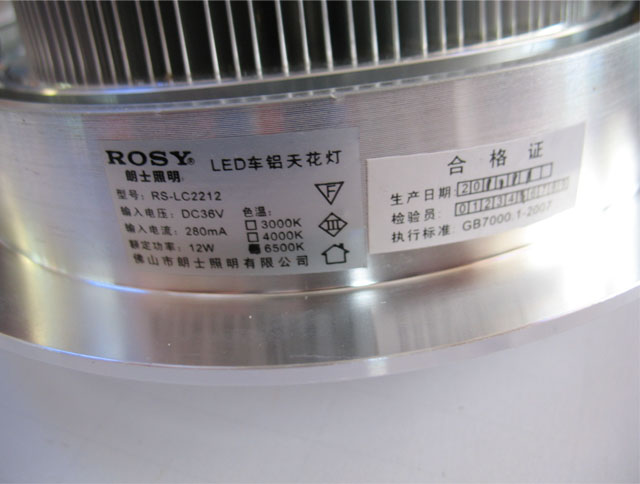 ROSY®
朗士照明
LED车铝天花灯
型号: RS-LC2212
输入电压: DC36V
输入电流: 280mA
额定功率: 12W
色温:
3000K
4000K
6500K
佛山市朗士照明有限公司
F
III
合格证
生产日期: 20
检验员: 01234
执行标准: GB7000.1-2007